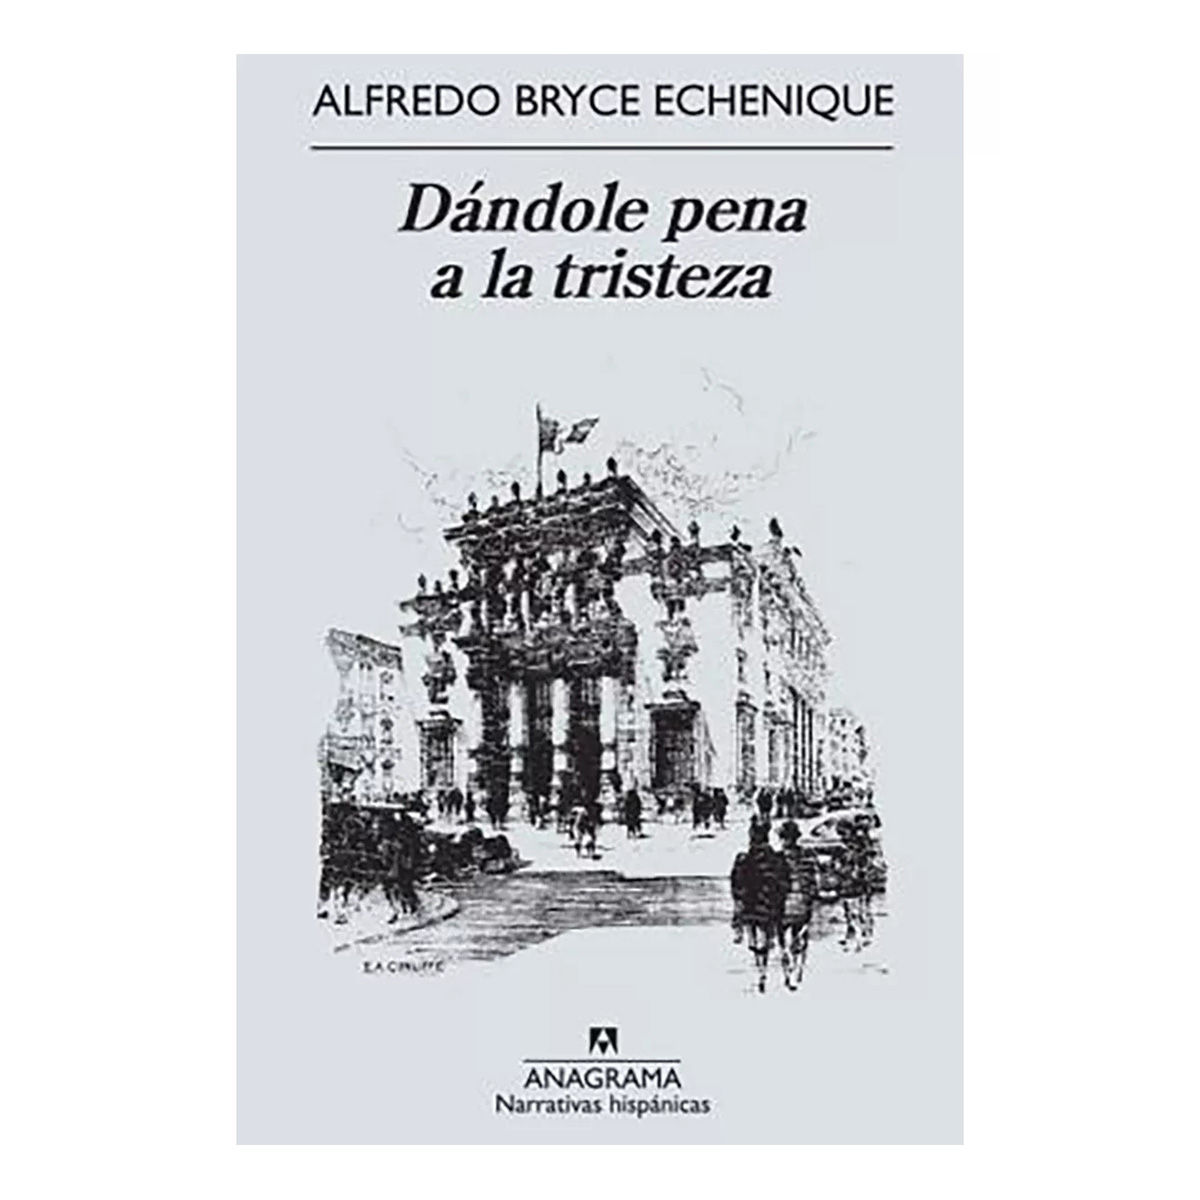 ALFREDO BRYCE ECHENIQUE
Dándole pena
a la tristeza
ANAGRAMA
Narrativas hispánicas